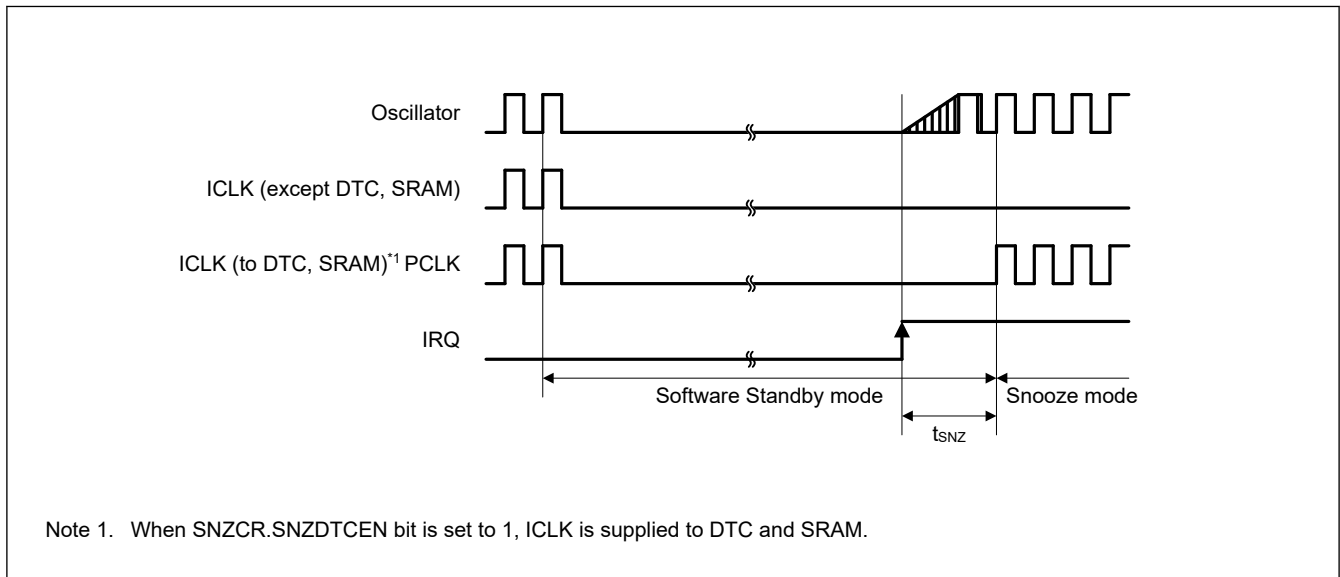 Oscillator
ICLK (except DTC, SRAM)
ICLK (to DTC, SRAM)*1 PCLK
IRQ
Software Standby mode
Snooze mode
tSNZ
Note 1. When SNZCR.SNZDTCEN bit is set to 1, ICLK is supplied to DTC and SRAM.